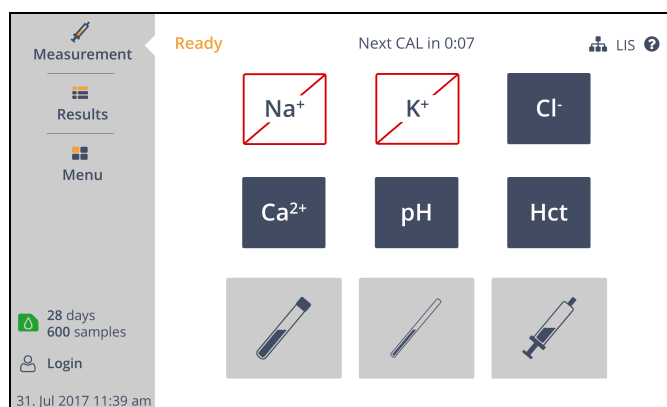 Measurement
Results
Menu
28 days
600 samples
Login
31. Jul 2017 11:39 am
Ready
Next CAL in 0:07
LIS ?
Na⁺
K⁺
Cl⁻
Ca²⁺
pH
Hct